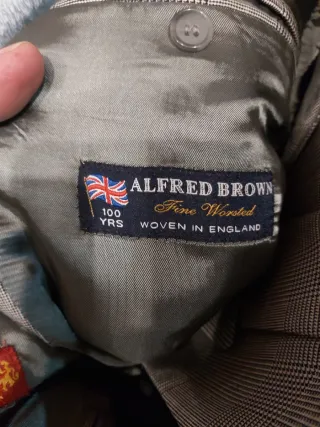 ALFRED BROWN
Fine Worsted
100
YRS
WOVEN IN ENGLAND